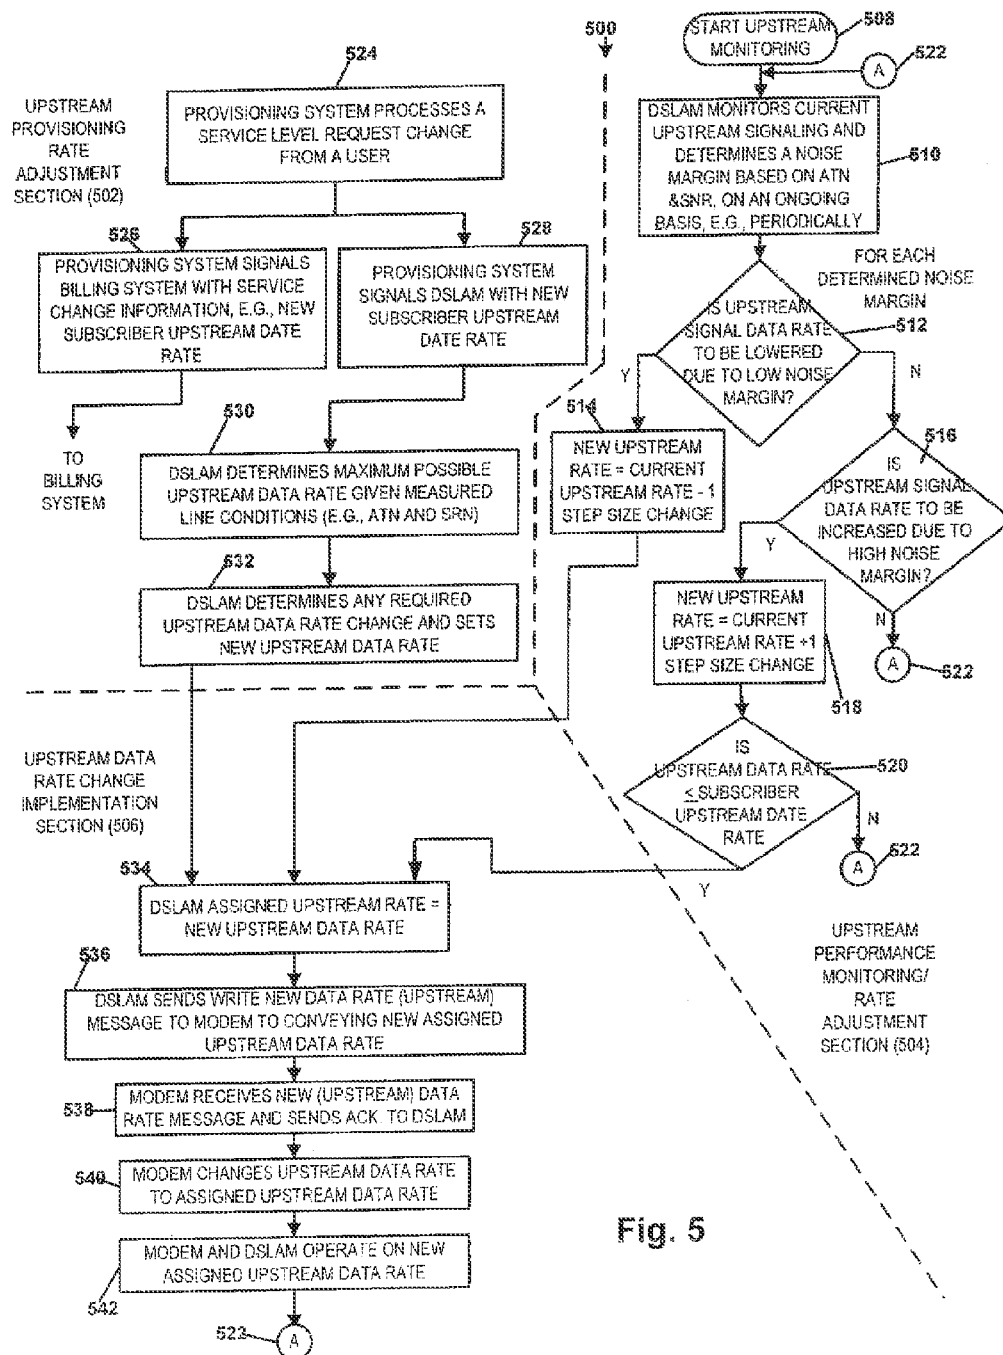 500
START UPSTREAM
MONITORING
508
A
522
DSLAM MONITORS CURRENT
UPSTREAM SIGNALING AND
DETERMINES A NOISE
MARGIN BASED ON ATN
&SNR, ON AN ONGOING
BASIS, E.G., PERIODICALLY
510
FOR EACH
DETERMINED NOISE
MARGIN
IS UPSTREAM
SIGNAL DATA RATE
TO BE LOWERED
DUE TO LOW NOISE
MARGIN?
512
Y
N
514
NEW UPSTREAM
RATE = CURRENT
UPSTREAM RATE - 1
STEP SIZE CHANGE
516
IS
UPSTREAM SIGNAL
DATA RATE TO BE
INCREASED DUE TO
HIGH NOISE
MARGIN?
Y
N
A
522
NEW UPSTREAM
RATE = CURRENT
UPSTREAM RATE +1
STEP SIZE CHANGE
518
IS
UPSTREAM DATA RATE
≤ SUBSCRIBER
UPSTREAM DATE
RATE
520
N
522
A
Y
UPSTREAM
PERFORMANCE
MONITORING/
RATE
ADJUSTMENT
SECTION (504)
UPSTREAM
PROVISIONING
RATE
ADJUSTMENT
SECTION (502)
524
PROVISIONING SYSTEM PROCESSES A
SERVICE LEVEL REQUEST CHANGE
FROM A USER
526
PROVISIONING SYSTEM SIGNALS
BILLING SYSTEM WITH SERVICE
CHANGE INFORMATION, E.G., NEW
SUBSCRIBER UPSTREAM DATE
RATE
528
PROVISIONING SYSTEM
SIGNALS DSLAM WITH NEW
SUBSCRIBER UPSTREAM
DATE RATE
TO
BILLING
SYSTEM
530
DSLAM DETERMINES MAXIMUM POSSIBLE
UPSTREAM DATA RATE GIVEN MEASURED
LINE CONDITIONS (E.G., ATN AND SRN)
532
DSLAM DETERMINES ANY REQUIRED
UPSTREAM DATA RATE CHANGE AND SETS
NEW UPSTREAM DATA RATE
UPSTREAM DATA
RATE CHANGE
IMPLEMENTATION
SECTION (506)
534
DSLAM ASSIGNED UPSTREAM RATE =
NEW UPSTREAM DATA RATE
536
DSLAM SENDS WRITE NEW DATA RATE (UPSTREAM)
MESSAGE TO MODEM TO CONVEYING NEW ASSIGNED
UPSTREAM DATA RATE
538
MODEM RECEIVES NEW (UPSTREAM) DATA
RATE MESSAGE AND SENDS ACK. TO DSLAM
540
MODEM CHANGES UPSTREAM DATA RATE
TO ASSIGNED UPSTREAM DATA RATE
MODEM AND DSLAM OPERATE ON NEW
ASSIGNED UPSTREAM DATA RATE
542
522
A
Fig. 5